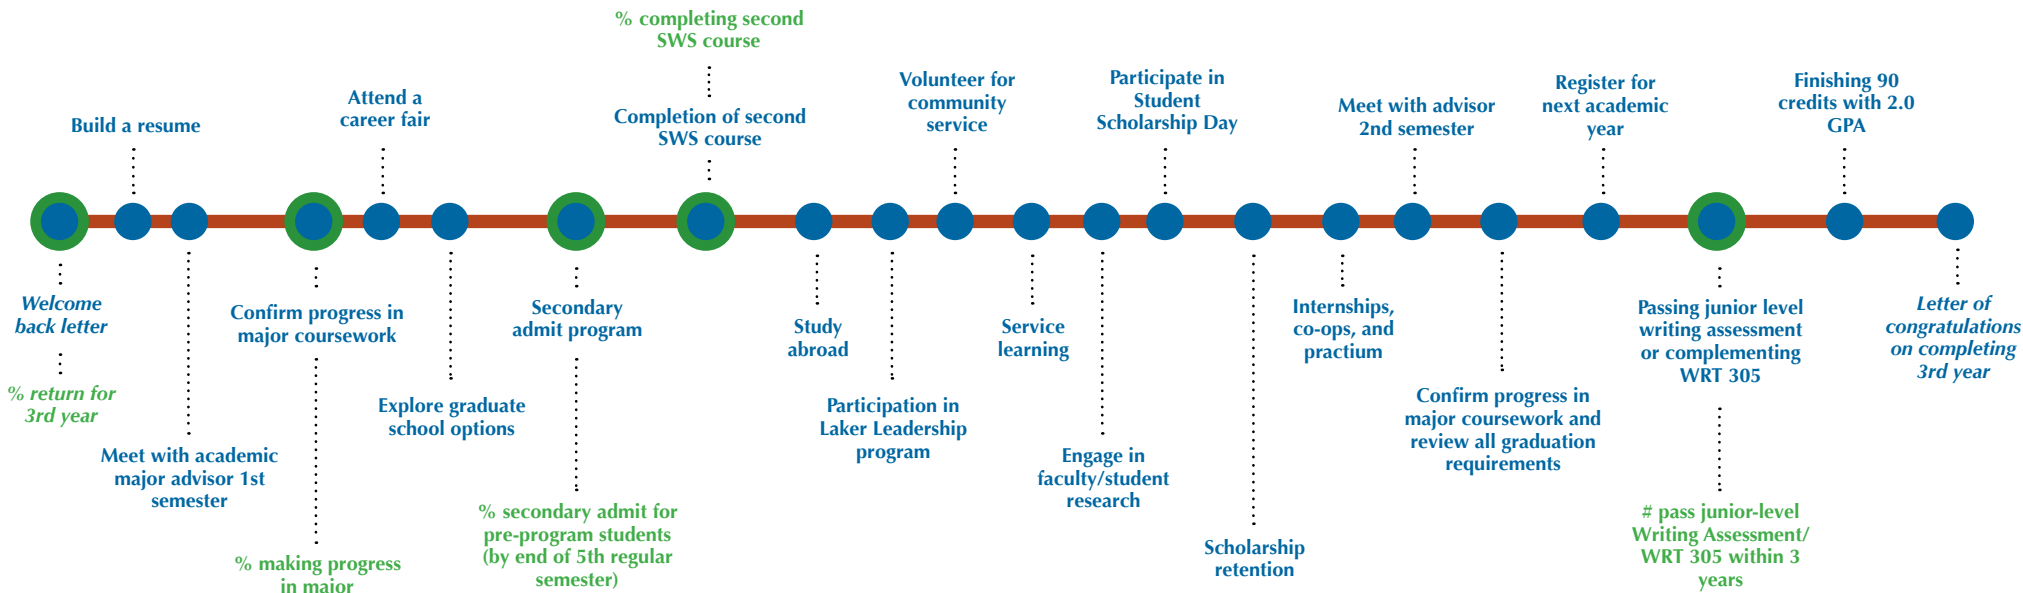 % completing second
SWS course
Build a resume
Attend a
career fair
Completion of second
SWS course
Volunteer for
community
service
Participate in
Student
Scholarship Day
Meet with advisor
2nd semester
Register for
next academic
year
Finishing 90
credits with 2.0
GPA
Welcome
back letter
% return for
3rd year
Meet with academic
major advisor 1st
semester
Confirm progress in
major coursework
% making progress
in major
Explore graduate
school options
Secondary
admit program
% secondary admit for
pre-program students
(by end of 5th regular
semester)
Study
abroad
Participation in
Laker Leadership
program
Service
learning
Engage in
faculty/student
research
Scholarship
retention
Internships,
co-ops, and
practium
Confirm progress in
major coursework and
review all graduation
requirements
Passing junior level
writing assessment
or complementing
WRT 305
# pass junior-level
Writing Assessment/
WRT 305 within 3
years
Letter of
congratulations
on completing
3rd year